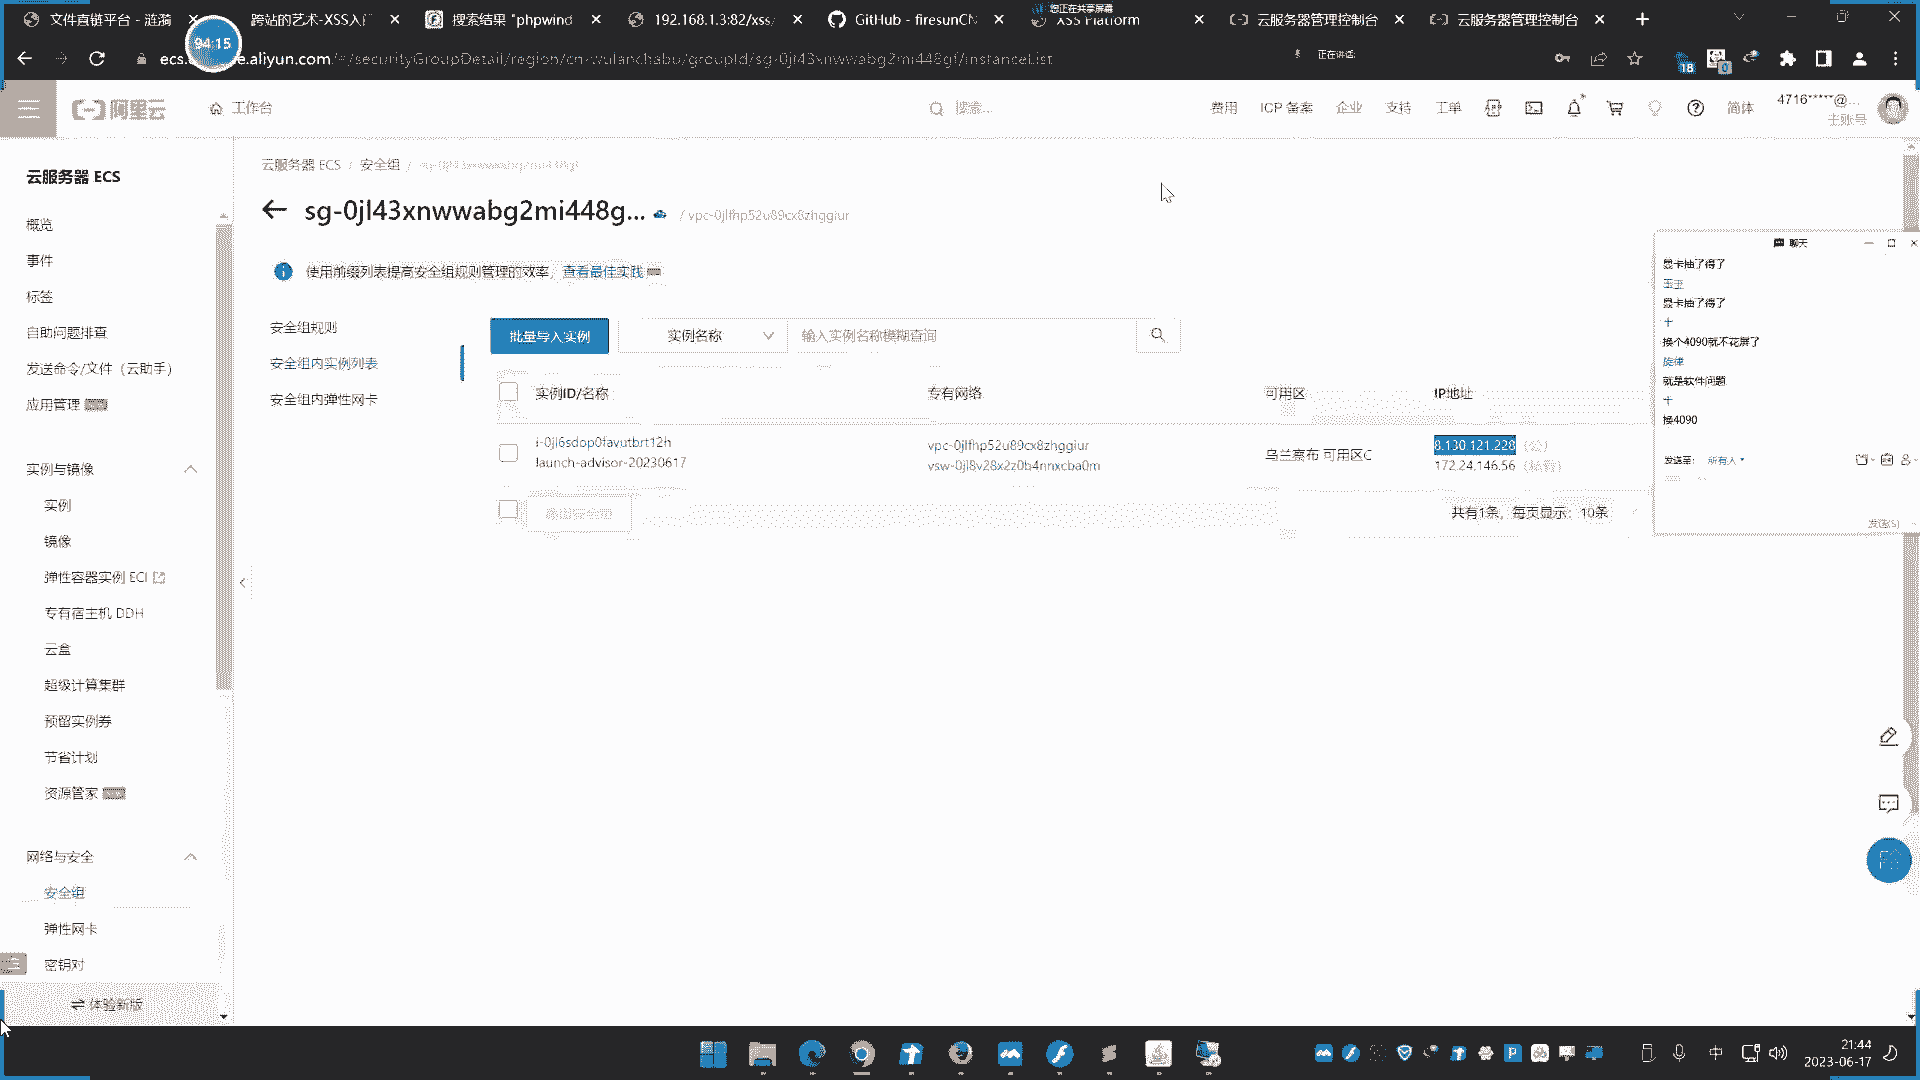 文件直链平台 - 涟漪
跨站的艺术-XSS入门
搜索结果 "phpwind
192.168.1.3:82/xss/
GitHub - firesunCN
您正在共享屏幕
XSS Platform
云服务器管理控制台
云服务器管理控制台
94:15
aliyun.com/#/securityGroupDetail/region/cn-wulanchabu/groupId/sg-0jl43xnwwabg2mi448gf/instanceList
正在讲话:
18
0
阿里云
工作台
搜索...
费用
ICP 备案
企业
支持
工单
简体
4716*****@...
主账号
云服务器 ECS
概览
事件
标签
自助问题排查
发送命令/文件（云助手）
应用管理
实例与镜像
实例
镜像
弹性容器实例 ECI
专有宿主机 DDH
云盒
超级计算集群
预留实例券
节省计划
资源管家
网络与安全
安全组
弹性网卡
密钥对
体验新版
云服务器 ECS / 安全组 / sg-0jl43xnwwabg2mi448gf
sg-0jl43xnwwabg2mi448g...
/ vpc-0jlfhp52u89cx8zhggiur
使用前缀列表提高安全组规则管理的效率，查看最佳实践
安全组规则
安全组内实例列表
安全组内弹性网卡
批量导入实例
实例名称
输入实例名称模糊查询
实例ID/名称
专有网络
可用区
IP地址
i-0jl6sdop0favutbrt12h
launch-advisor-20230617
vpc-0jlfhp52u89cx8zhggiur
vsw-0jl8v28x2z0b4nnxcba0m
乌兰察布 可用区C
8.130.121.228（公）
172.24.146.56（私有）
移出安全组
共有1条，每页显示：10条
聊天
显卡抽了得了
显卡抽了得了
十
换个4090就不花屏了
就是软件问题
十
换4090
发送至：
所有人
发送(S)
中
21:44
2023-06-17